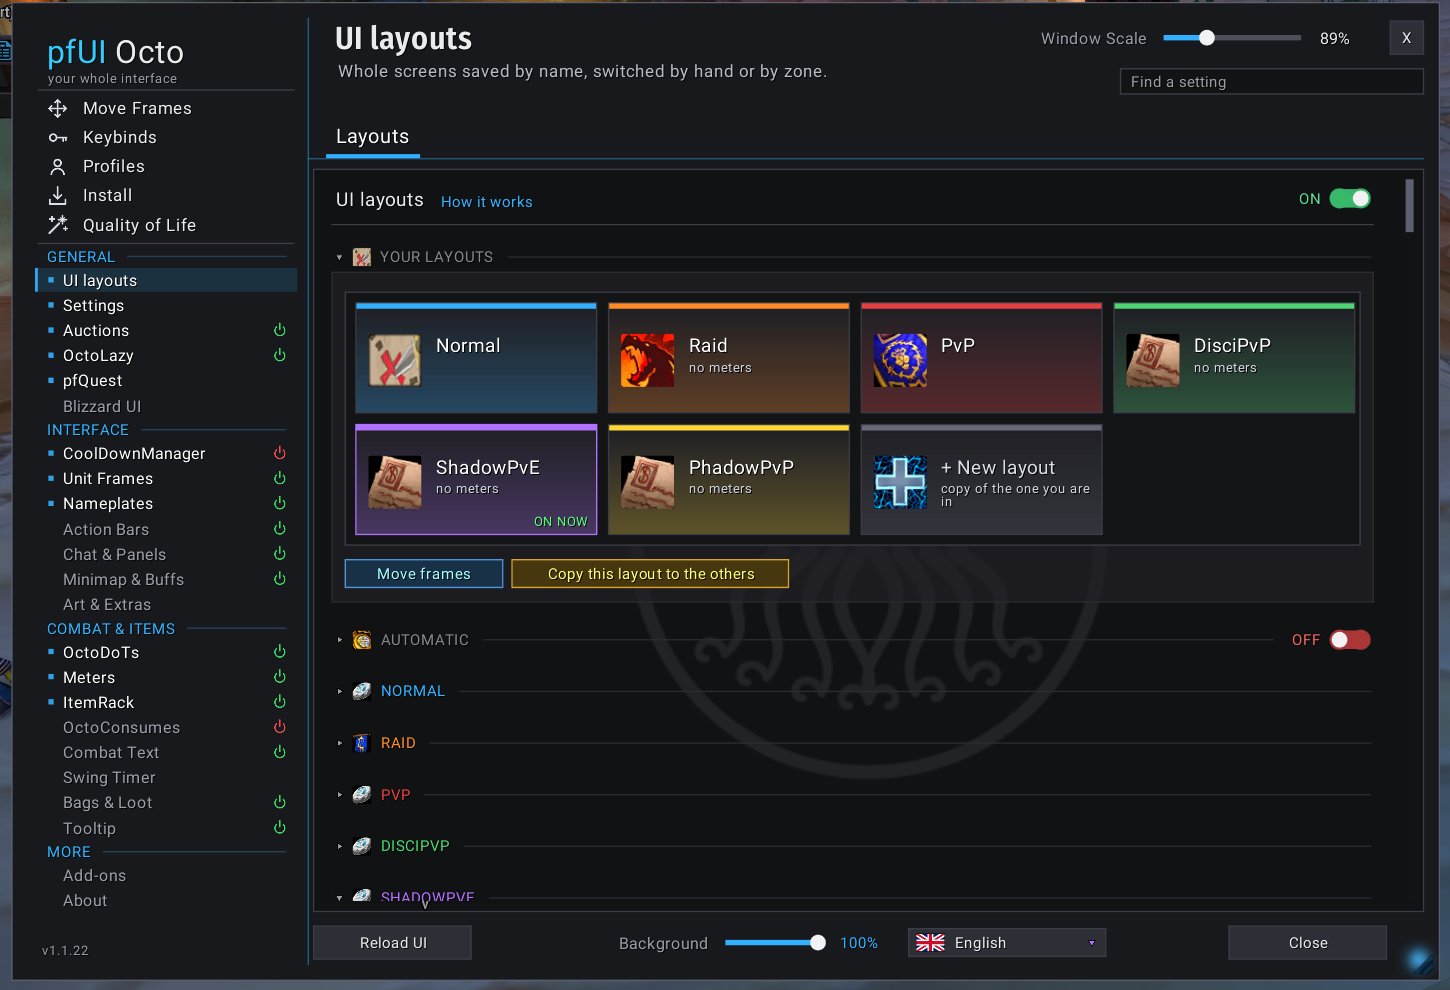 rt]
pfUI Octo
your whole interface
Move Frames
Keybinds
Profiles
Install
Quality of Life
GENERAL
UI layouts
Settings
Auctions
OctoLazy
pfQuest
Blizzard UI
INTERFACE
CoolDownManager
Unit Frames
Nameplates
Action Bars
Chat & Panels
Minimap & Buffs
Art & Extras
COMBAT & ITEMS
OctoDoTs
Meters
ItemRack
OctoConsumes
Combat Text
Swing Timer
Bags & Loot
Tooltip
MORE
Add-ons
About
v1.1.22
UI layouts
Whole screens saved by name, switched by hand or by zone.
Window Scale 89% X
Find a setting
Layouts
UI layouts How it works ON
YOUR LAYOUTS
Normal
Raid
no meters
PvP
DisciPvP
no meters
ShadowPvE
no meters
ON NOW
PhadowPvP
no meters
+ New layout
copy of the one you are
in
Move frames Copy this layout to the others
AUTOMATIC OFF
NORMAL
RAID
PVP
DISCIPVP
SHADOWPVE
v
Reload UI Background 100% English Close